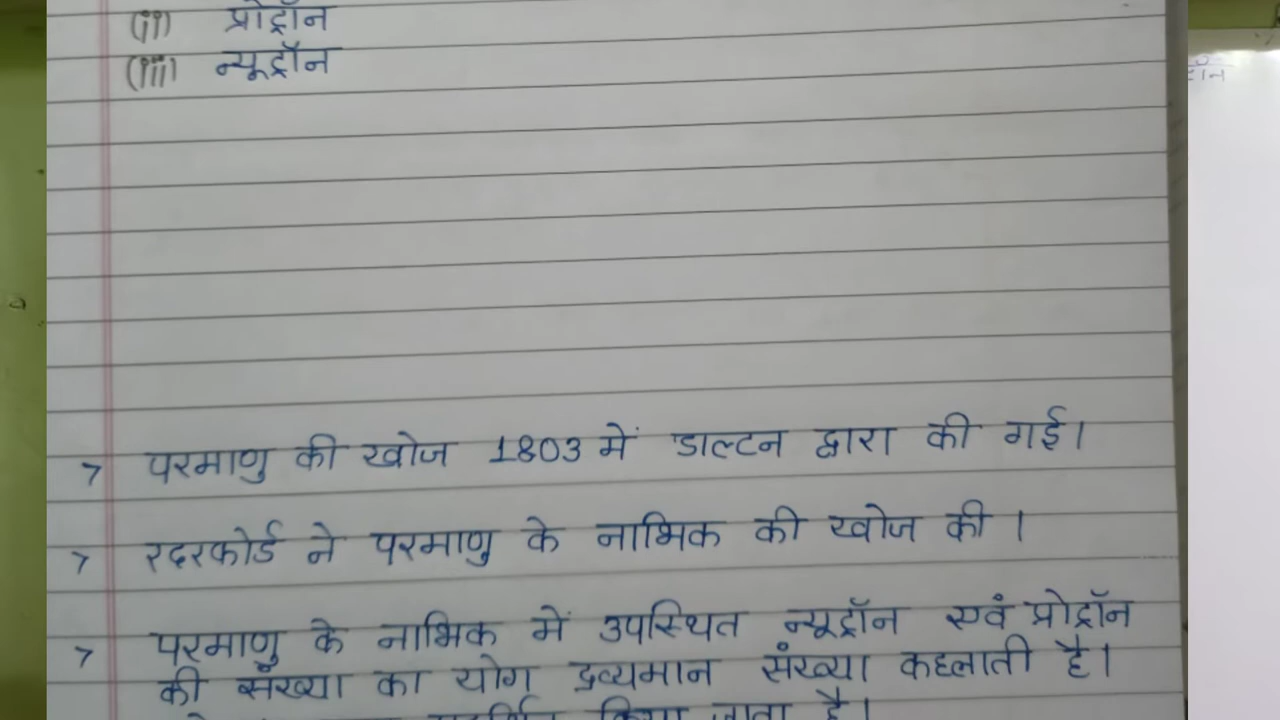 (ii) प्रोट्रॉन
(iii) न्यूट्रॉन
> परमाणु की खोज 1803 में डाल्टन द्वारा की गई।
> रदरफोर्ड ने परमाणु के नाभिक की खोज की ।
> परमाणु के नाभिक में उपस्थित न्यूट्रॉन एवं प्रोट्रॉन
की संख्या का योग द्रव्यमान संख्या कहलाती है।
किया जाता है।